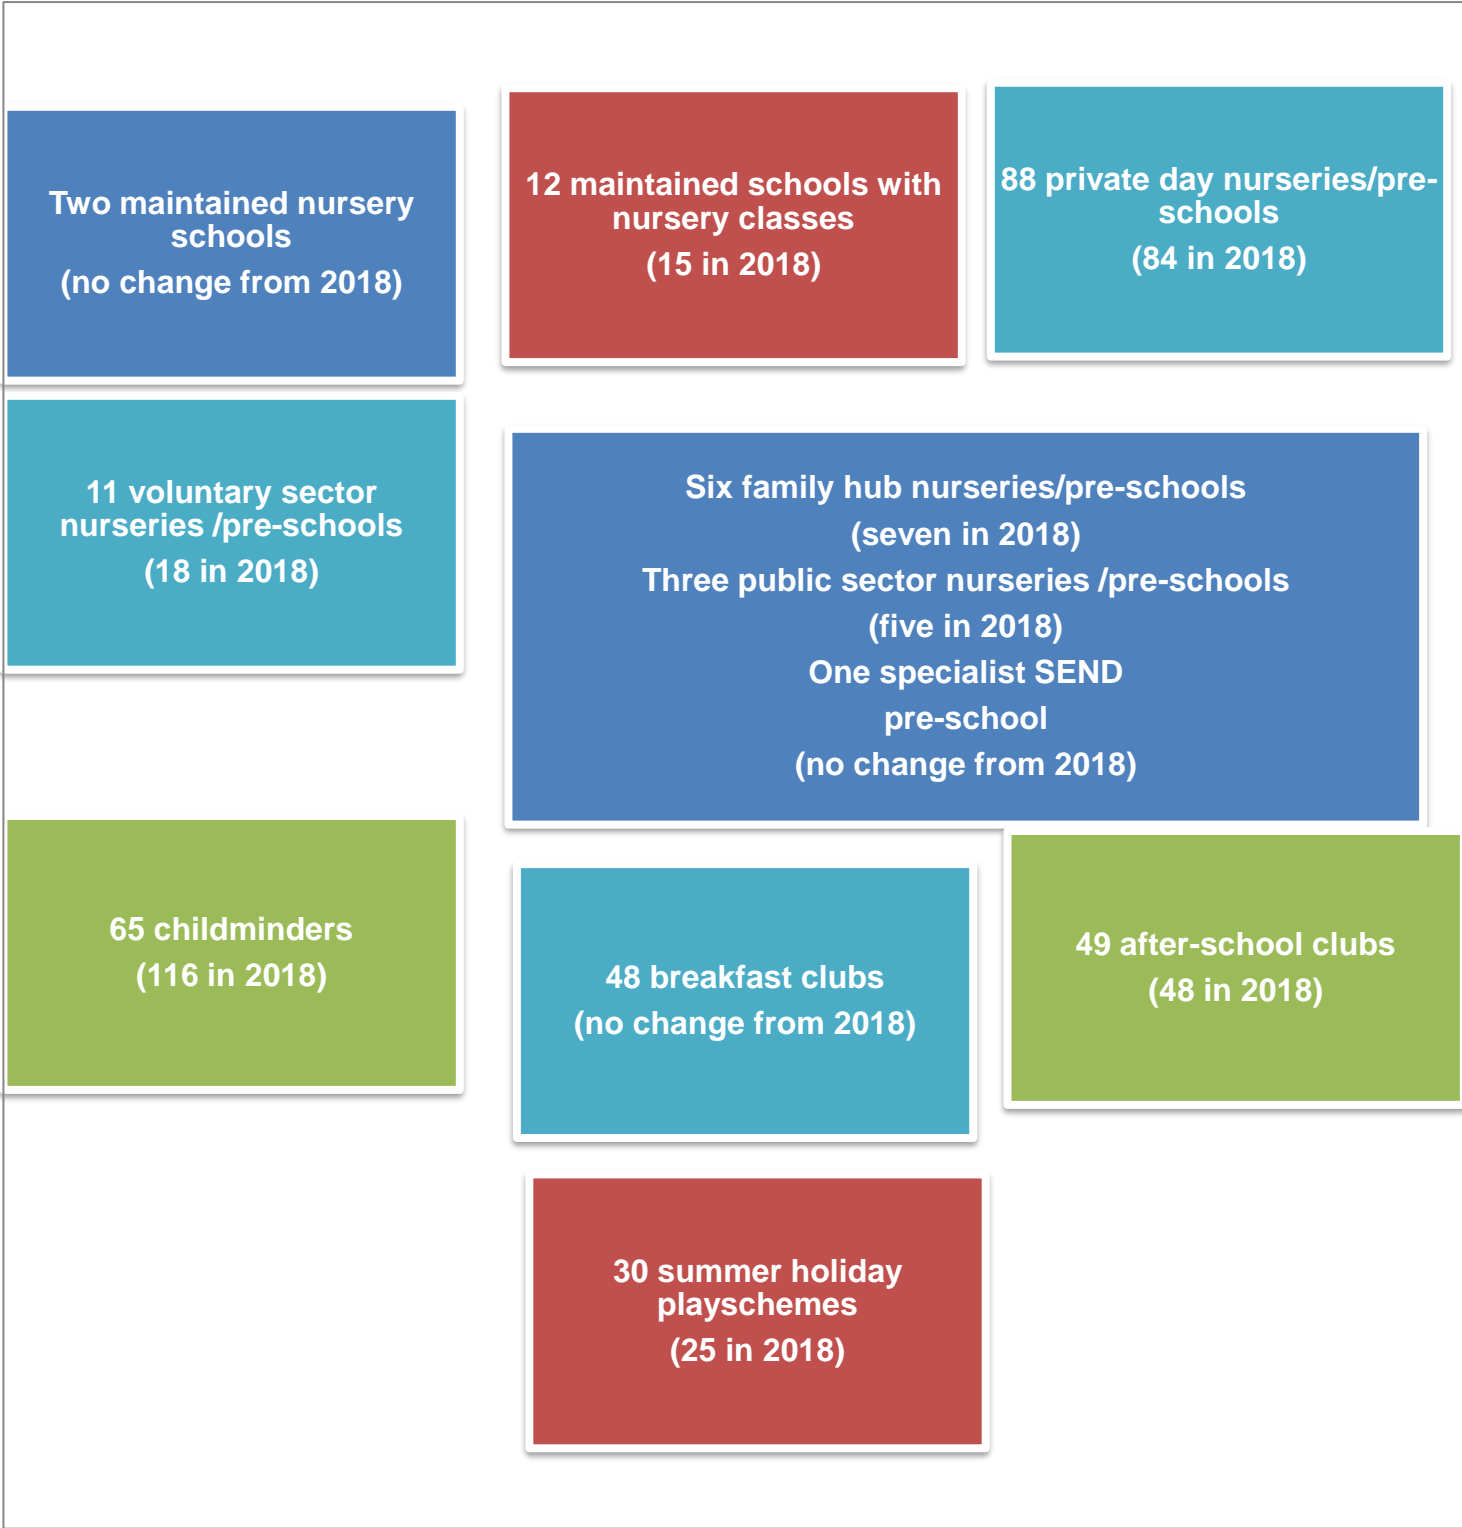 Two maintained nursery
schools
(no change from 2018)
12 maintained schools with
nursery classes
(15 in 2018)
88 private day nurseries/pre-
schools
(84 in 2018)
11 voluntary sector
nurseries /pre-schools
(18 in 2018)
Six family hub nurseries/pre-schools
(seven in 2018)
Three public sector nurseries /pre-schools
(five in 2018)
One specialist SEND
pre-school
(no change from 2018)
65 childminders
(116 in 2018)
48 breakfast clubs
(no change from 2018)
49 after-school clubs
(48 in 2018)
30 summer holiday
playschemes
(25 in 2018)